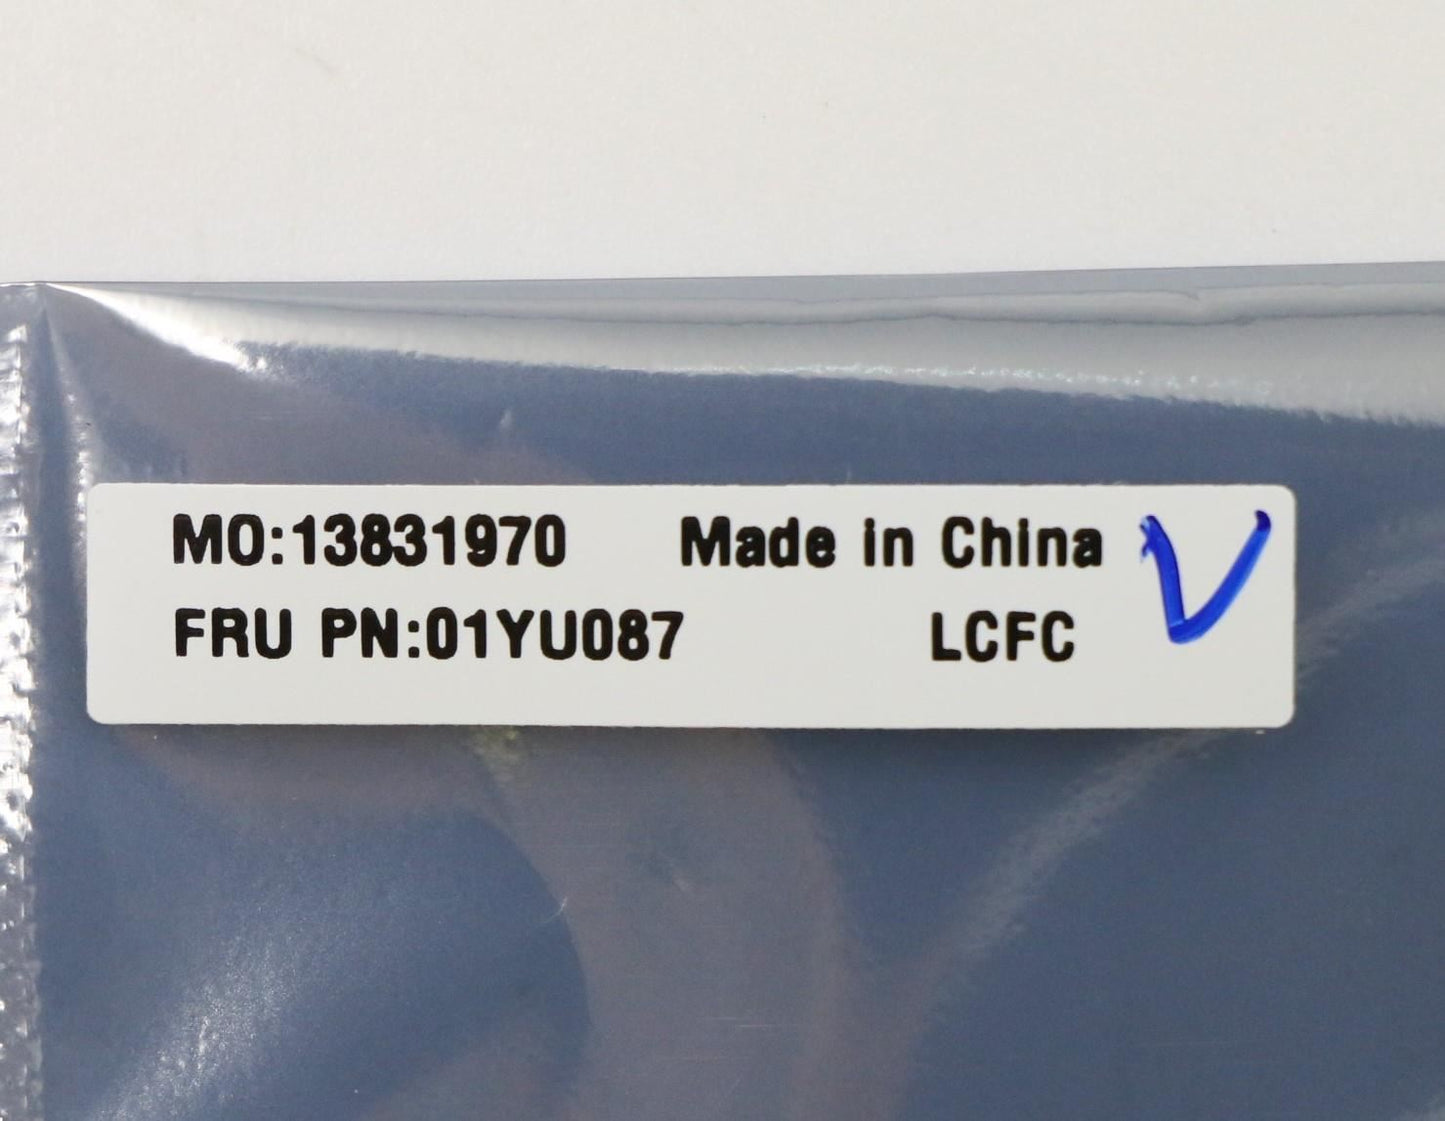 MO:13831970 Made in China
FRU PN:01YU087 LCFC